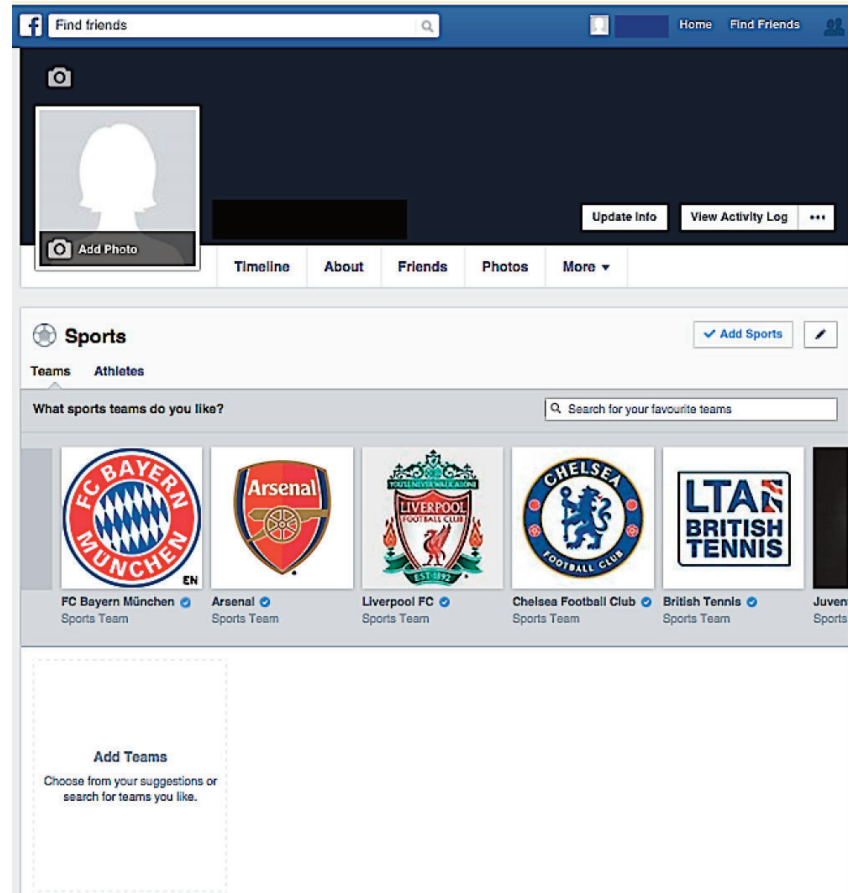 f Find friends
Home Find Friends
Add Photo
Update Info View Activity Log •••
Timeline About Friends Photos More
Sports
Add Sports
Teams Athletes
What sports teams do you like?
Search for your favourite teams
FC BAYERN MÜNCHEN
EN
Arsenal
YOU'LL NEVER WALK ALONE
LIVERPOOL
FOOTBALL CLUB
EST·1892
CHELSEA
FOOTBALL CLUB
LTA
BRITISH
TENNIS
FC Bayern München Arsenal Liverpool FC Chelsea Football Club British Tennis Juven
Sports Team Sports Team Sports Team Sports Team Sports Team Sports
Add Teams
Choose from your suggestions or
search for teams you like.